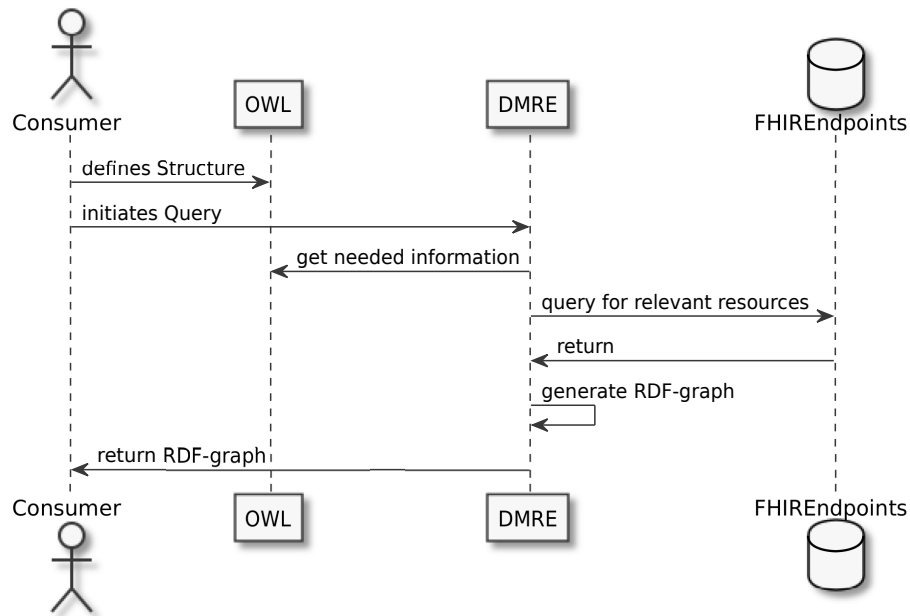 Consumer
OWL
DMRE
FHIREndpoints
defines Structure
initiates Query
get needed information
query for relevant resources
return
generate RDF-graph
return RDF-graph
Consumer
OWL
DMRE
FHIREndpoints